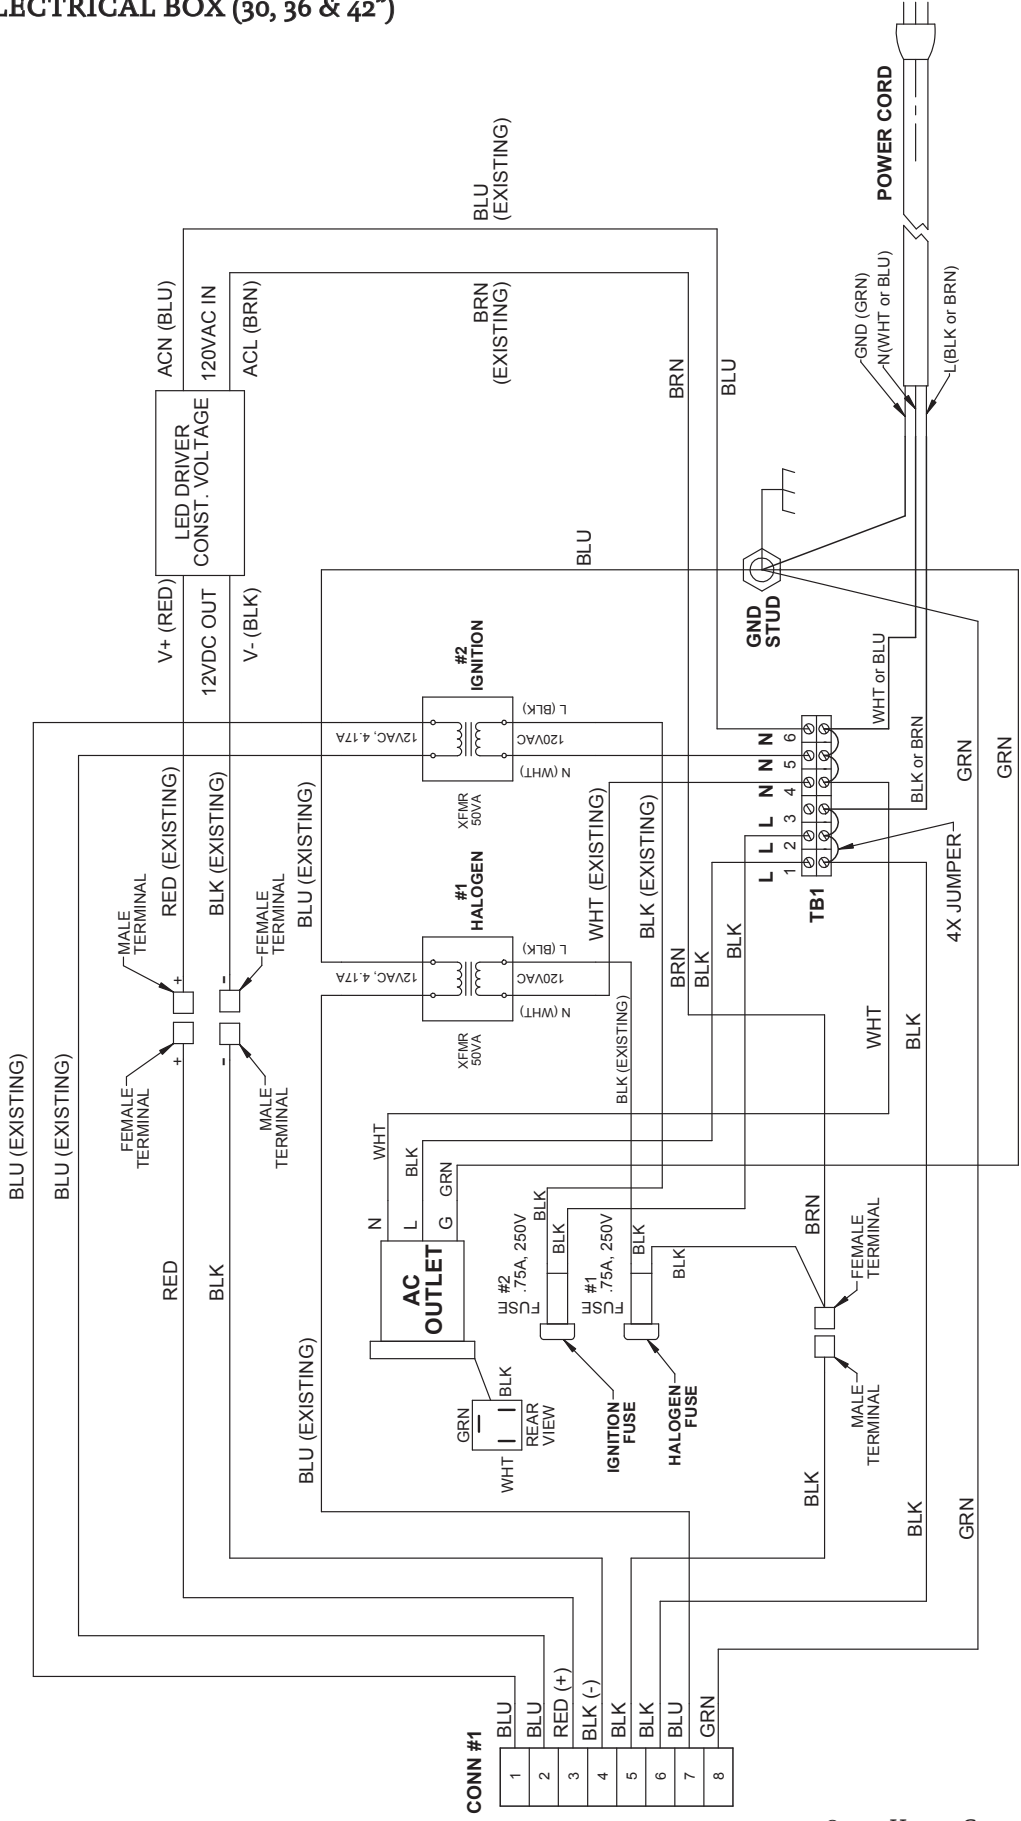 LECTRICAL BOX (30, 36 & 42")
POWER CORD
BLU
(EXISTING)
BRN
(EXISTING)
ACN (BLU)
120VAC IN
ACL (BRN)
GND (GRN)
N(WHT or BLU)
L(BLK or BRN)
BRN
BLU
LED DRIVER
CONST. VOLTAGE
V+ (RED)
12VDC OUT
V- (BLK)
BLU
GND
STUD
#2
IGNITION
L (BLK)
120VAC
N (WHT)
12VAC, 4.17A
XFMR
50VA
WHT or BLU
BLK or BRN
GRN
GRN
RED (EXISTING)
BLK (EXISTING)
BLU (EXISTING)
MALE
TERMINAL
FEMALE
TERMINAL
+
-
#1
HALOGEN
L (BLK)
120VAC
N (WHT)
12VAC, 4.17A
XFMR
50VA
WHT (EXISTING)
BLK (EXISTING)
L L L N N N
1 2 3 4 5 6
TB1
4X JUMPER
BRN
BLK
BLK
BLK (EXISTING)
WHT
BLK
BLU (EXISTING)
BLU (EXISTING)
+
-
FEMALE
TERMINAL
MALE
TERMINAL
WHT
BLK
GRN
N
L
G
AC
OUTLET
BLK
BLK
BLK
BLK
#2
.75A, 250V
FUSE
#1
.75A, 250V
FUSE
BRN
FEMALE
TERMINAL
RED
BLK
BLU (EXISTING)
GRN
BLK
WHT
REAR
VIEW
IGNITION
FUSE
HALOGEN
FUSE
MALE
TERMINAL
BLK
BLK
GRN
CONN #1
BLU
BLU
RED (+)
BLK (-)
BLK
BLK
BLU
GRN
1
2
3
4
5
6
7
8